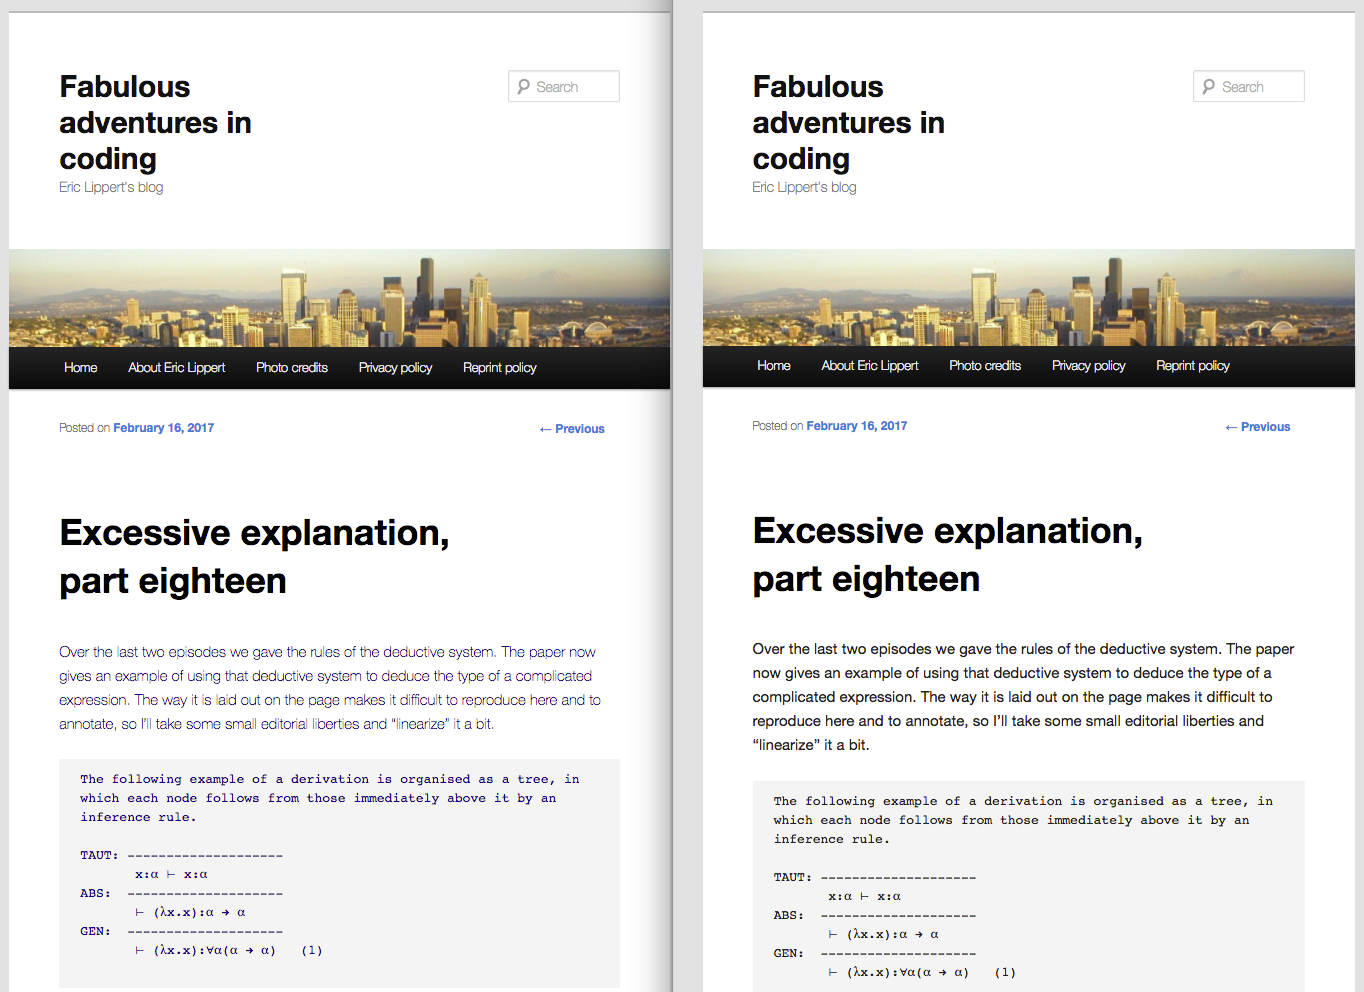 Fabulous
adventures in
coding
Eric Lippert's blog
Search
Home About Eric Lippert Photo credits Privacy policy Reprint policy
Posted on February 16, 2017
← Previous
Excessive explanation,
part eighteen
Over the last two episodes we gave the rules of the deductive system. The paper now
gives an example of using that deductive system to deduce the type of a complicated
expression. The way it is laid out on the page makes it difficult to reproduce here and to
annotate, so I’ll take some small editorial liberties and “linearize” it a bit.
The following example of a derivation is organised as a tree, in
which each node follows from those immediately above it by an
inference rule.
TAUT: --------------------
x:α ⊢ x:α
ABS: --------------------
⊢ (λx.x):α → α
GEN: --------------------
⊢ (λx.x):∀α(α → α) (1)
Fabulous
adventures in
coding
Eric Lippert's blog
Search
Home About Eric Lippert Photo credits Privacy policy Reprint policy
Posted on February 16, 2017
← Previous
Excessive explanation,
part eighteen
Over the last two episodes we gave the rules of the deductive system. The paper
now gives an example of using that deductive system to deduce the type of a
complicated expression. The way it is laid out on the page makes it difficult to
reproduce here and to annotate, so I’ll take some small editorial liberties and
“linearize” it a bit.
The following example of a derivation is organised as a tree, in
which each node follows from those immediately above it by an
inference rule.
TAUT: --------------------
x:α ⊢ x:α
ABS: --------------------
⊢ (λx.x):α → α
GEN: --------------------
⊢ (λx.x):∀α(α → α) (1)